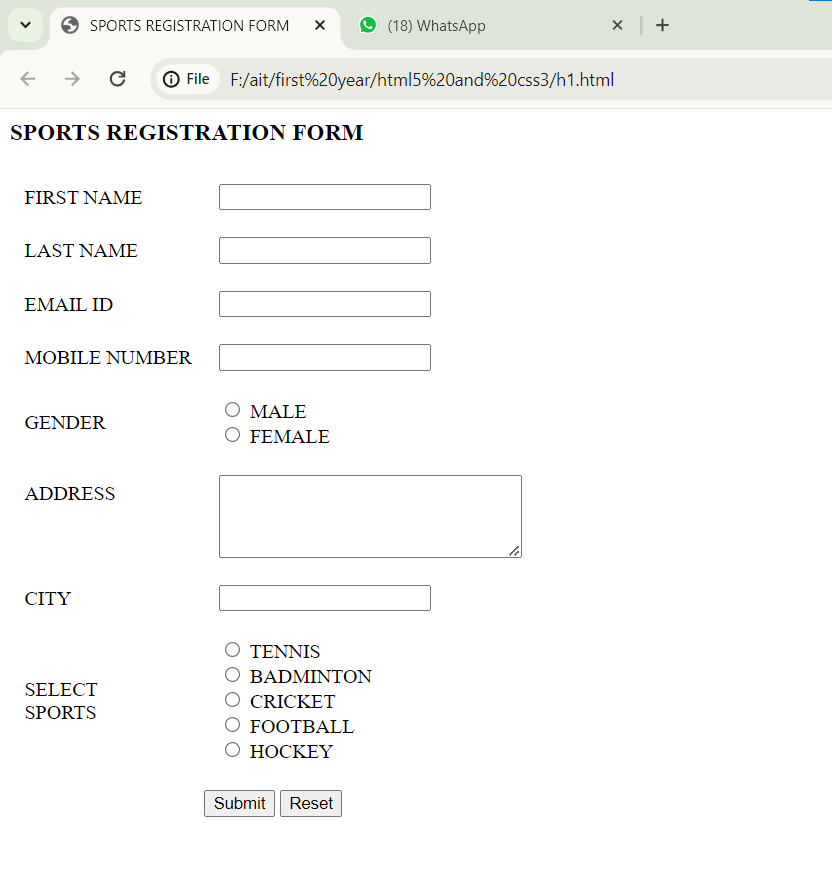 SPORTS REGISTRATION FORM
(18) WhatsApp
File
F:/ait/first%20year/html5%20and%20css3/h1.html
SPORTS REGISTRATION FORM
FIRST NAME
LAST NAME
EMAIL ID
MOBILE NUMBER
GENDER
MALE
FEMALE
ADDRESS
CITY
SELECT
SPORTS
TENNIS
BADMINTON
CRICKET
FOOTBALL
HOCKEY
Submit
Reset